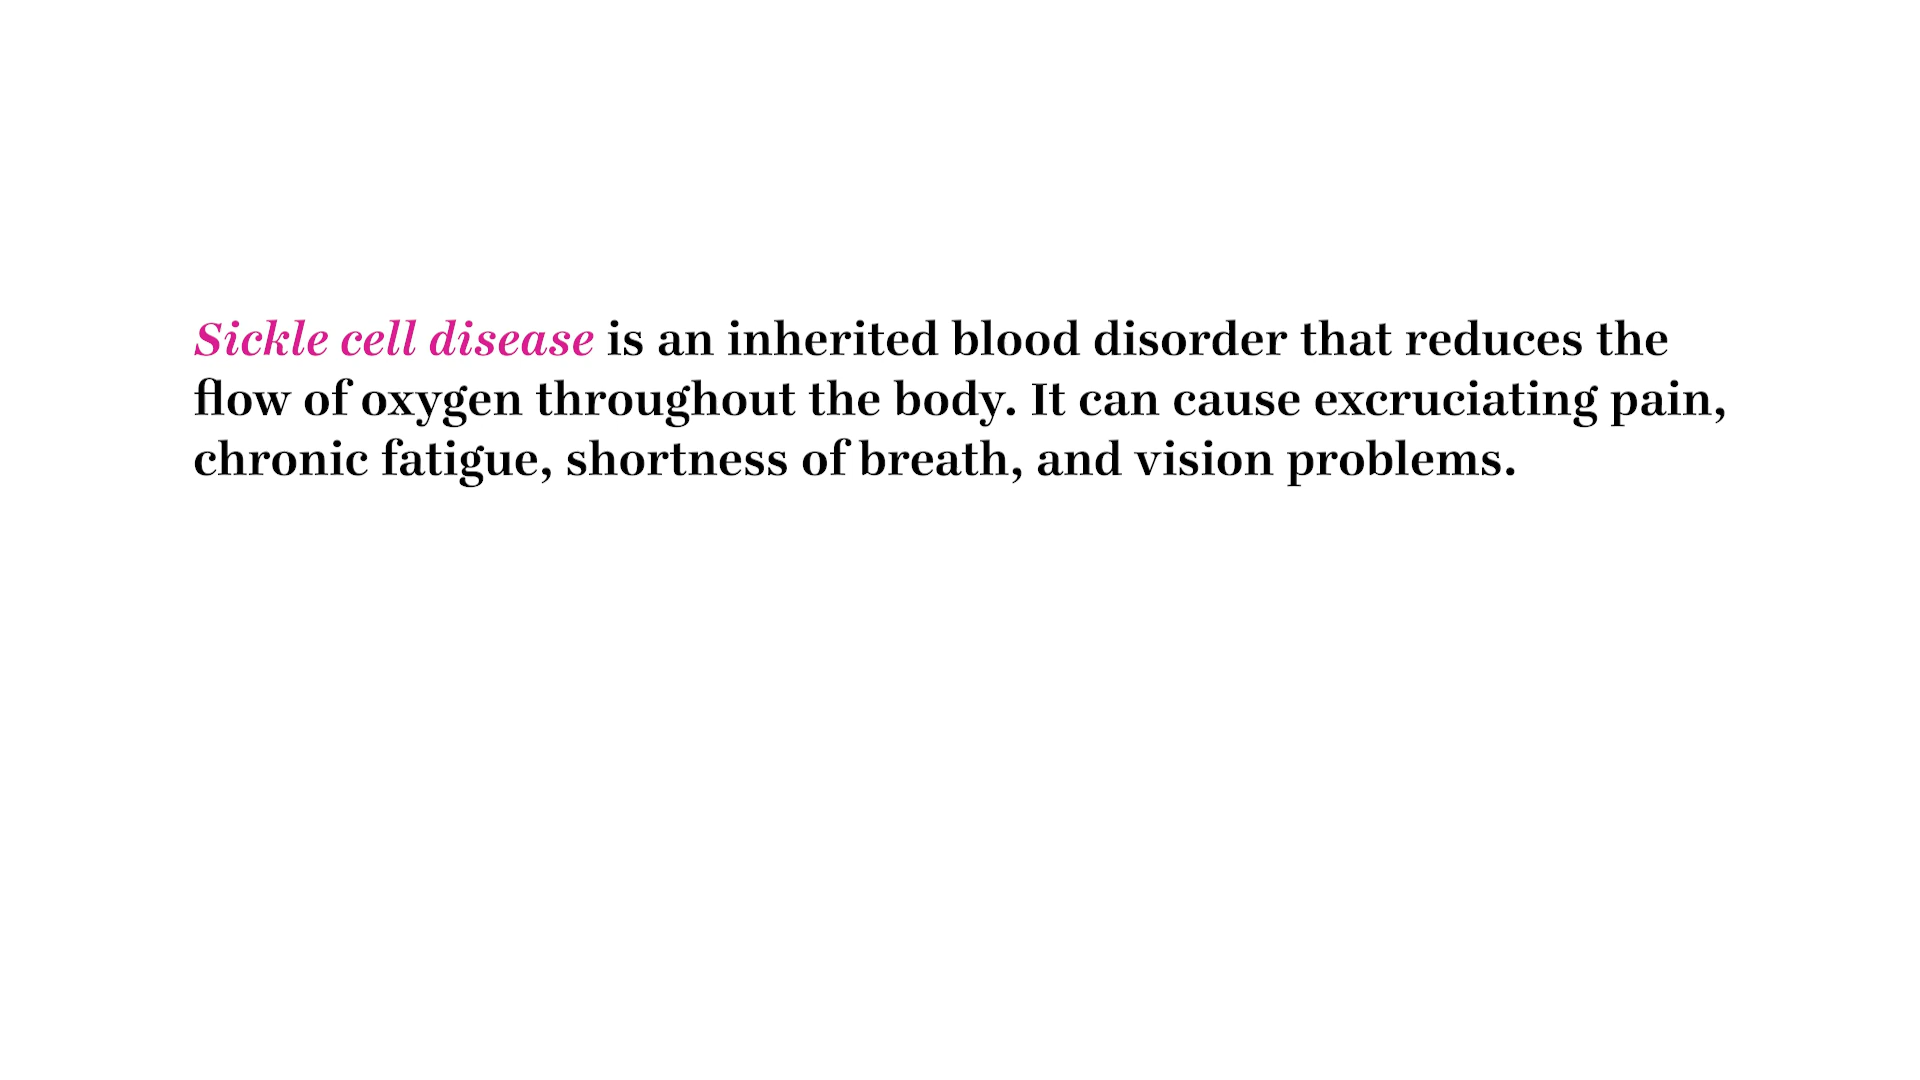 Sickle cell disease is an inherited blood disorder that reduces the
flow of oxygen throughout the body. It can cause excruciating pain,
chronic fatigue, shortness of breath, and vision problems.